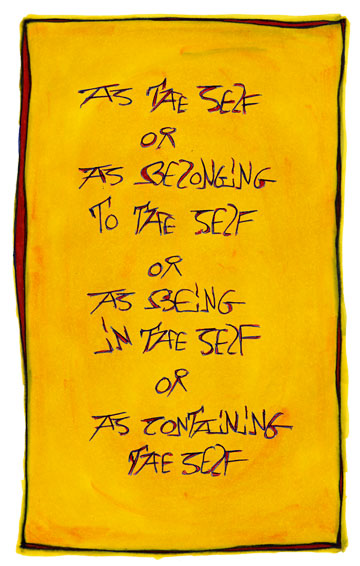 AS THE SELF
OR
AS BELONGING
TO THE SELF
OR
AS BEING
IN THE SELF
OR
AS CONTAINING
THE SELF